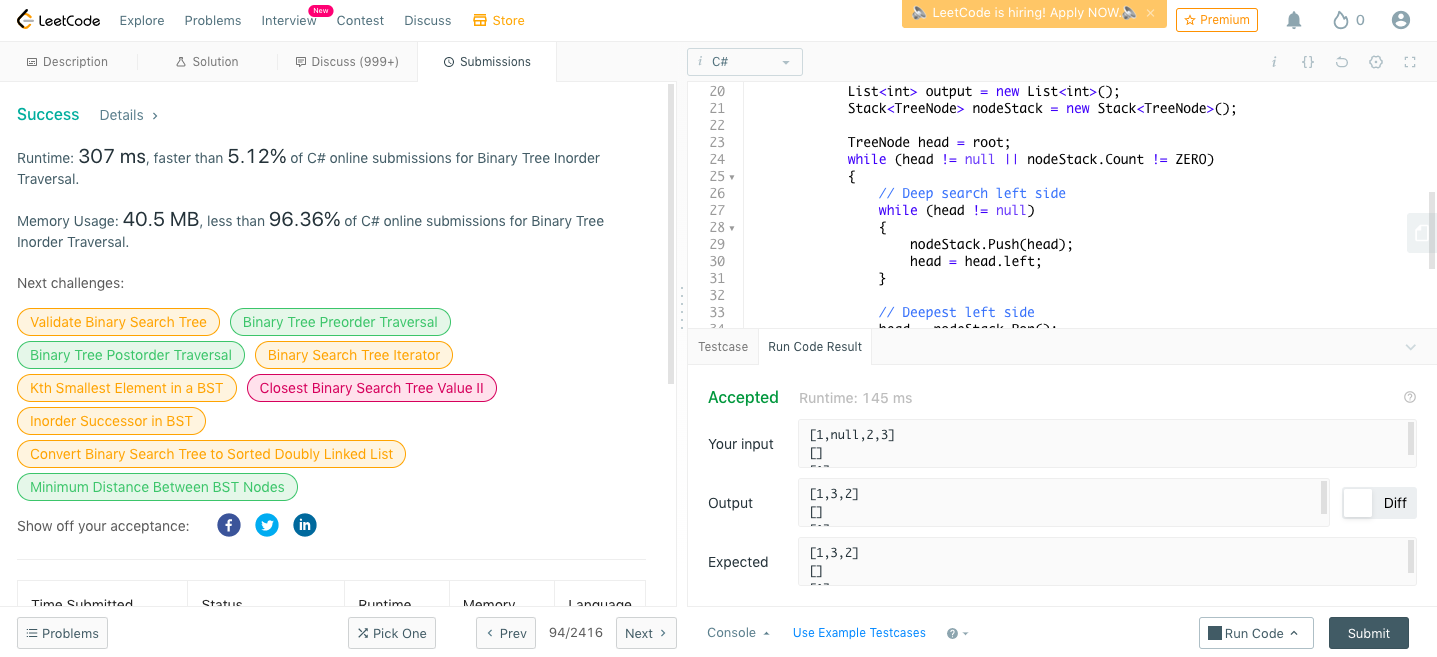 LeetCode Explore Problems Interview New Contest Discuss Store LeetCode is hiring! Apply NOW. × Premium 0
Description Solution Discuss (999+) Submissions
Success Details >
Runtime: 307 ms, faster than 5.12% of C# online submissions for Binary Tree Inorder
Traversal.
Memory Usage: 40.5 MB, less than 96.36% of C# online submissions for Binary Tree
Inorder Traversal.
Next challenges:
Validate Binary Search Tree Binary Tree Preorder Traversal
Binary Tree Postorder Traversal Binary Search Tree Iterator
Kth Smallest Element in a BST Closest Binary Search Tree Value II
Inorder Successor in BST
Convert Binary Search Tree to Sorted Doubly Linked List
Minimum Distance Between BST Nodes
Show off your acceptance: f in
Time Submitted Status Runtime Memory Language
Problems Pick One < Prev 94/2416 Next >
i C# i {}
20 List<int> output = new List<int>();
21 Stack<TreeNode> nodeStack = new Stack<TreeNode>();
22
23 TreeNode head = root;
24 while (head != null || nodeStack.Count != ZERO)
25 {
26 // Deep search left side
27 while (head != null)
28 {
29 nodeStack.Push(head);
30 head = head.left;
31 }
32
33 // Deepest left side
34 head = nodeStack.Pop();
Testcase Run Code Result
Accepted Runtime: 145 ms ?
Your input [1,null,2,3]
[]
Output [1,3,2]
[]
Diff
Expected [1,3,2]
[]
Console Use Example Testcases ? Run Code Submit